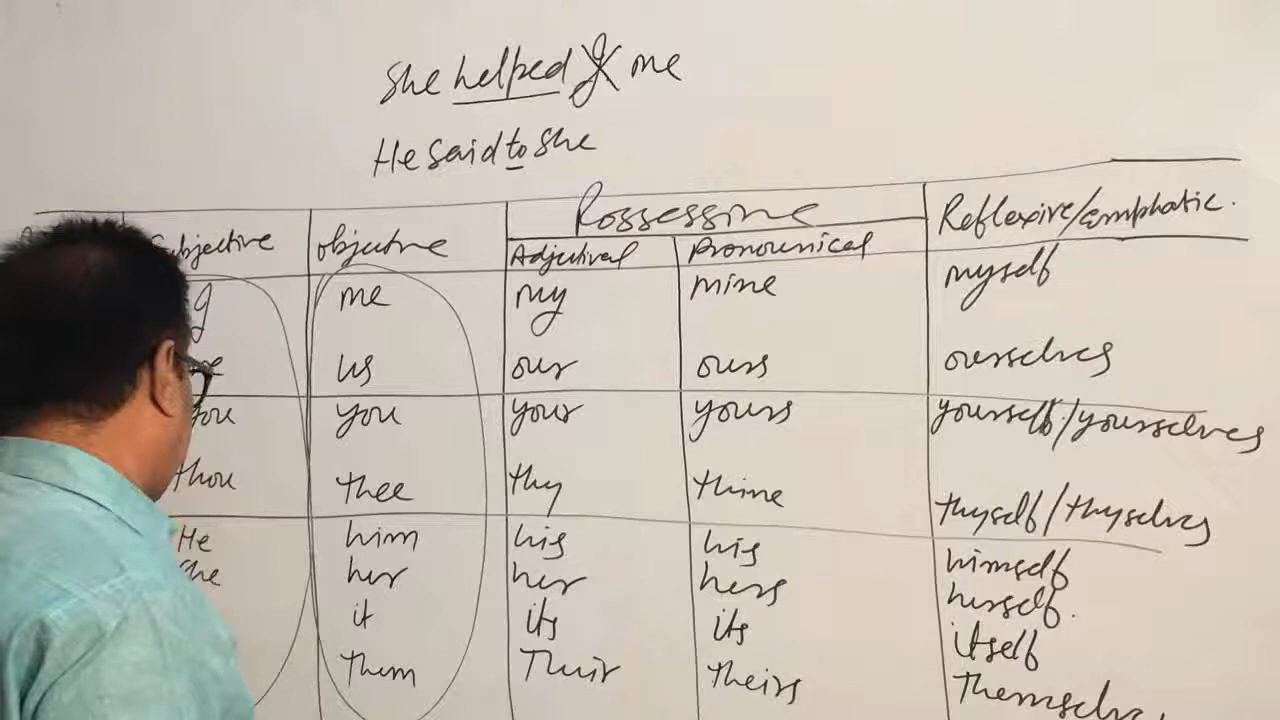 She helped I me
He said to she
Subjective objective Possessive Reflexive/emphatic.
Adjectival Pronounical
I me my mine myself
us our ours ourselves
you you your yours yourself/yourselves
thou thee thy thine thyself/thyselves
He him his his himself
She her her hers herself.
it its its itself
Them Their Theirs Themselves